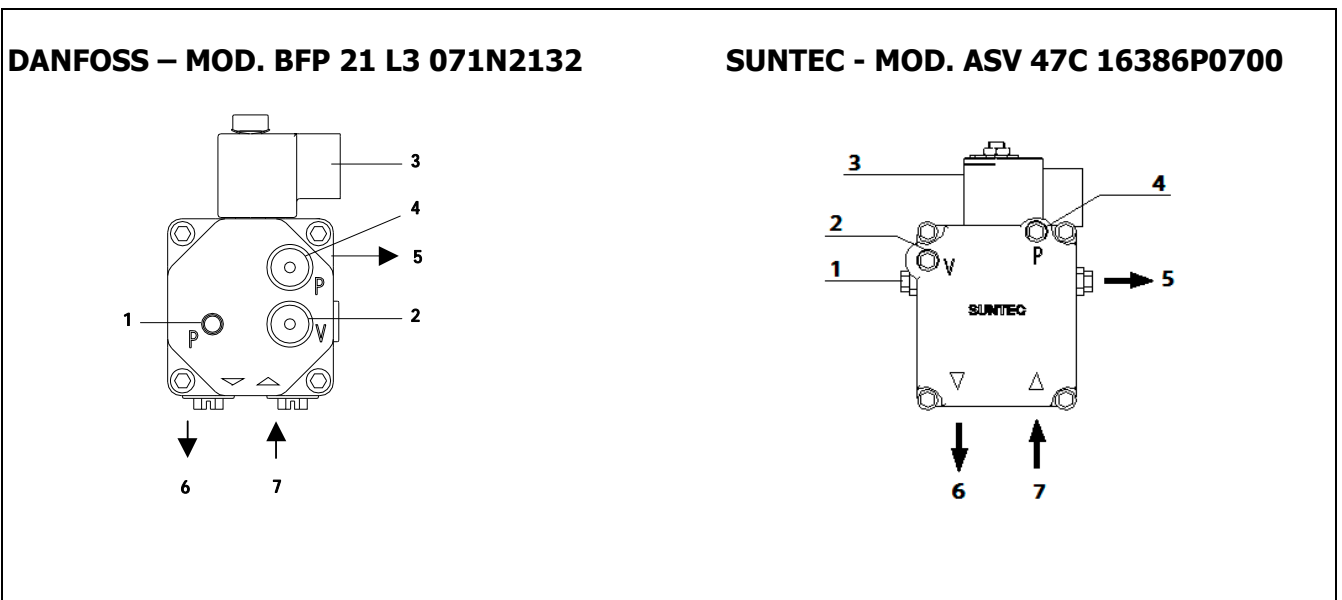 DANFOSS – MOD. BFP 21 L3 071N2132
3
4
5
P
1
2
P
V
6
7
SUNTEC - MOD. ASV 47C 16386P0700
3
4
2
V
P
1
5
SUNTEC
6
7